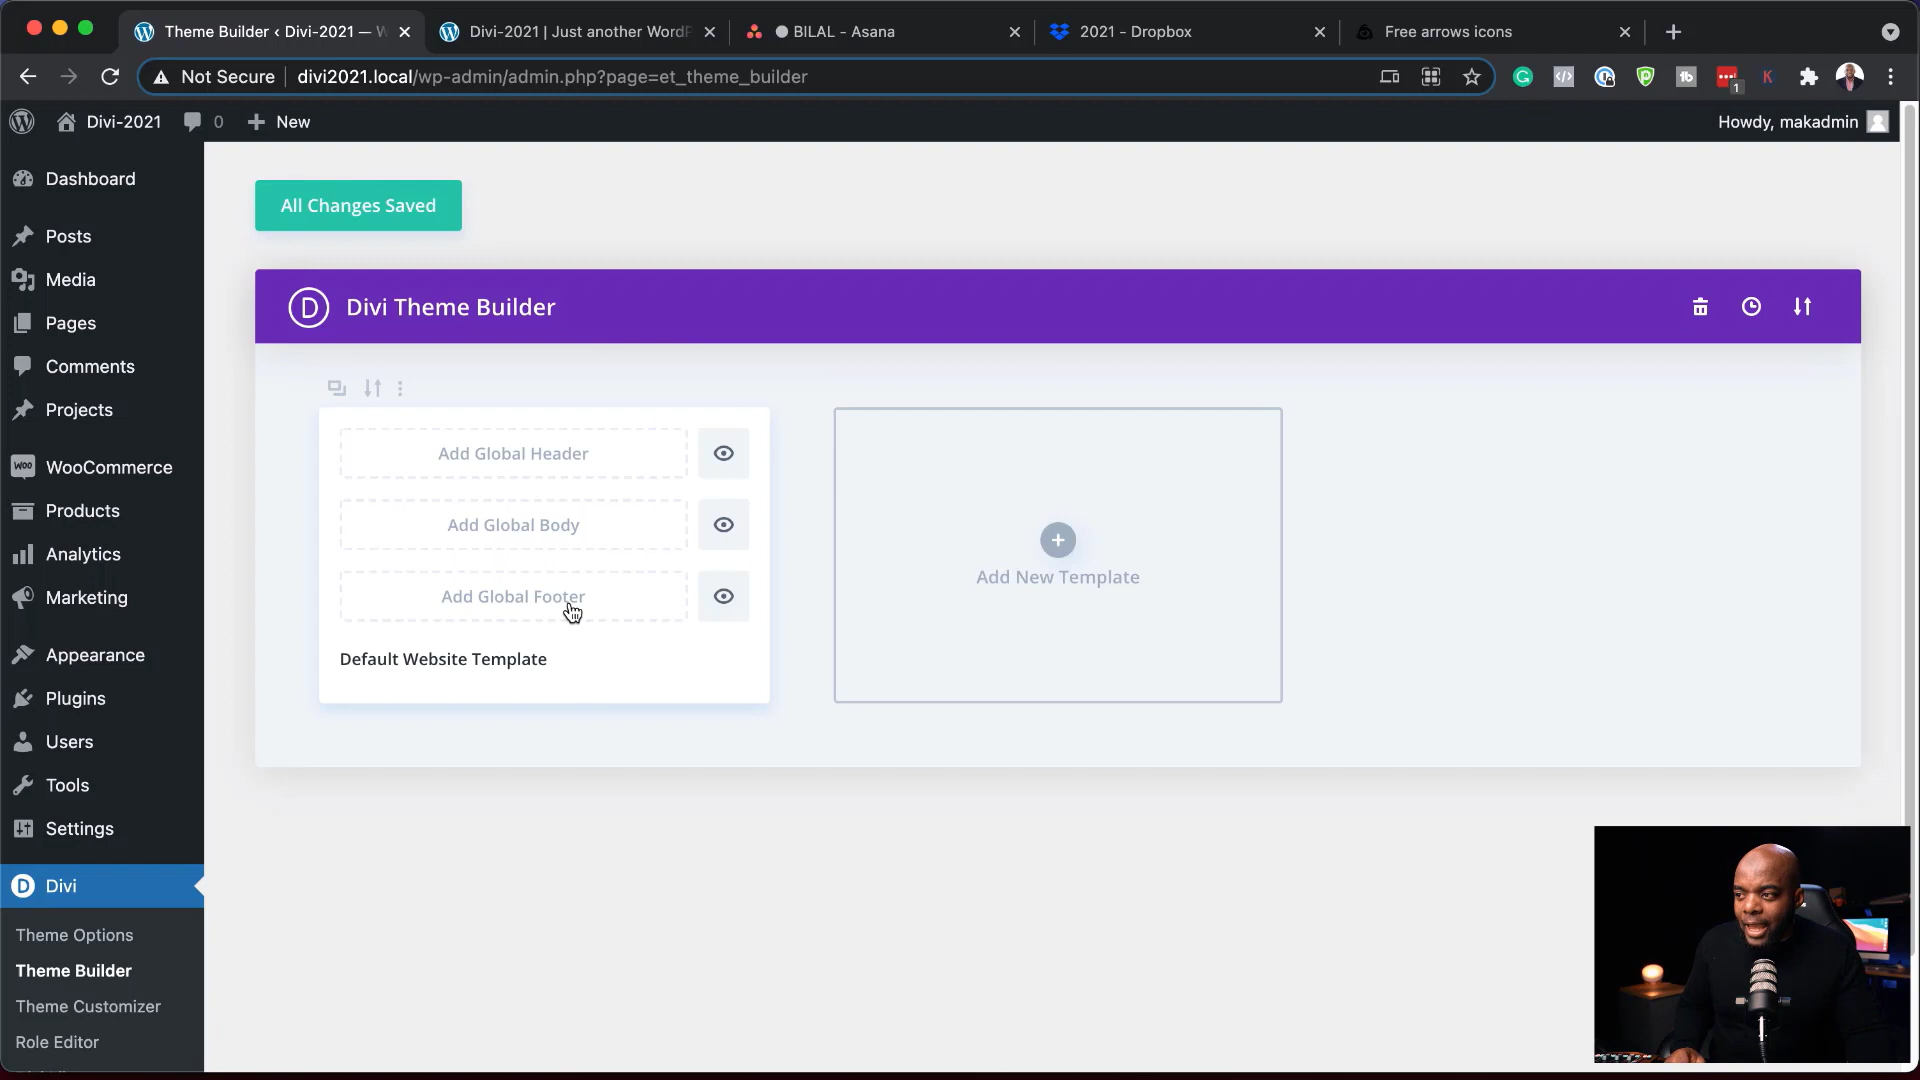 Theme Builder ‹ Divi-2021 — W
Divi-2021 | Just another WordP
BILAL - Asana
2021 - Dropbox
Free arrows icons
Not Secure
divi2021.local/wp-admin/admin.php?page=et_theme_builder
1
Divi-2021
0
New
Howdy, makadmin
Dashboard
Posts
Media
Pages
Comments
Projects
WooCommerce
Products
Analytics
Marketing
Appearance
Plugins
Users
Tools
Settings
Divi
Theme Options
Theme Builder
Theme Customizer
Role Editor
All Changes Saved
D
Divi Theme Builder
Add Global Header
Add Global Body
Add Global Footer
Default Website Template
Add New Template